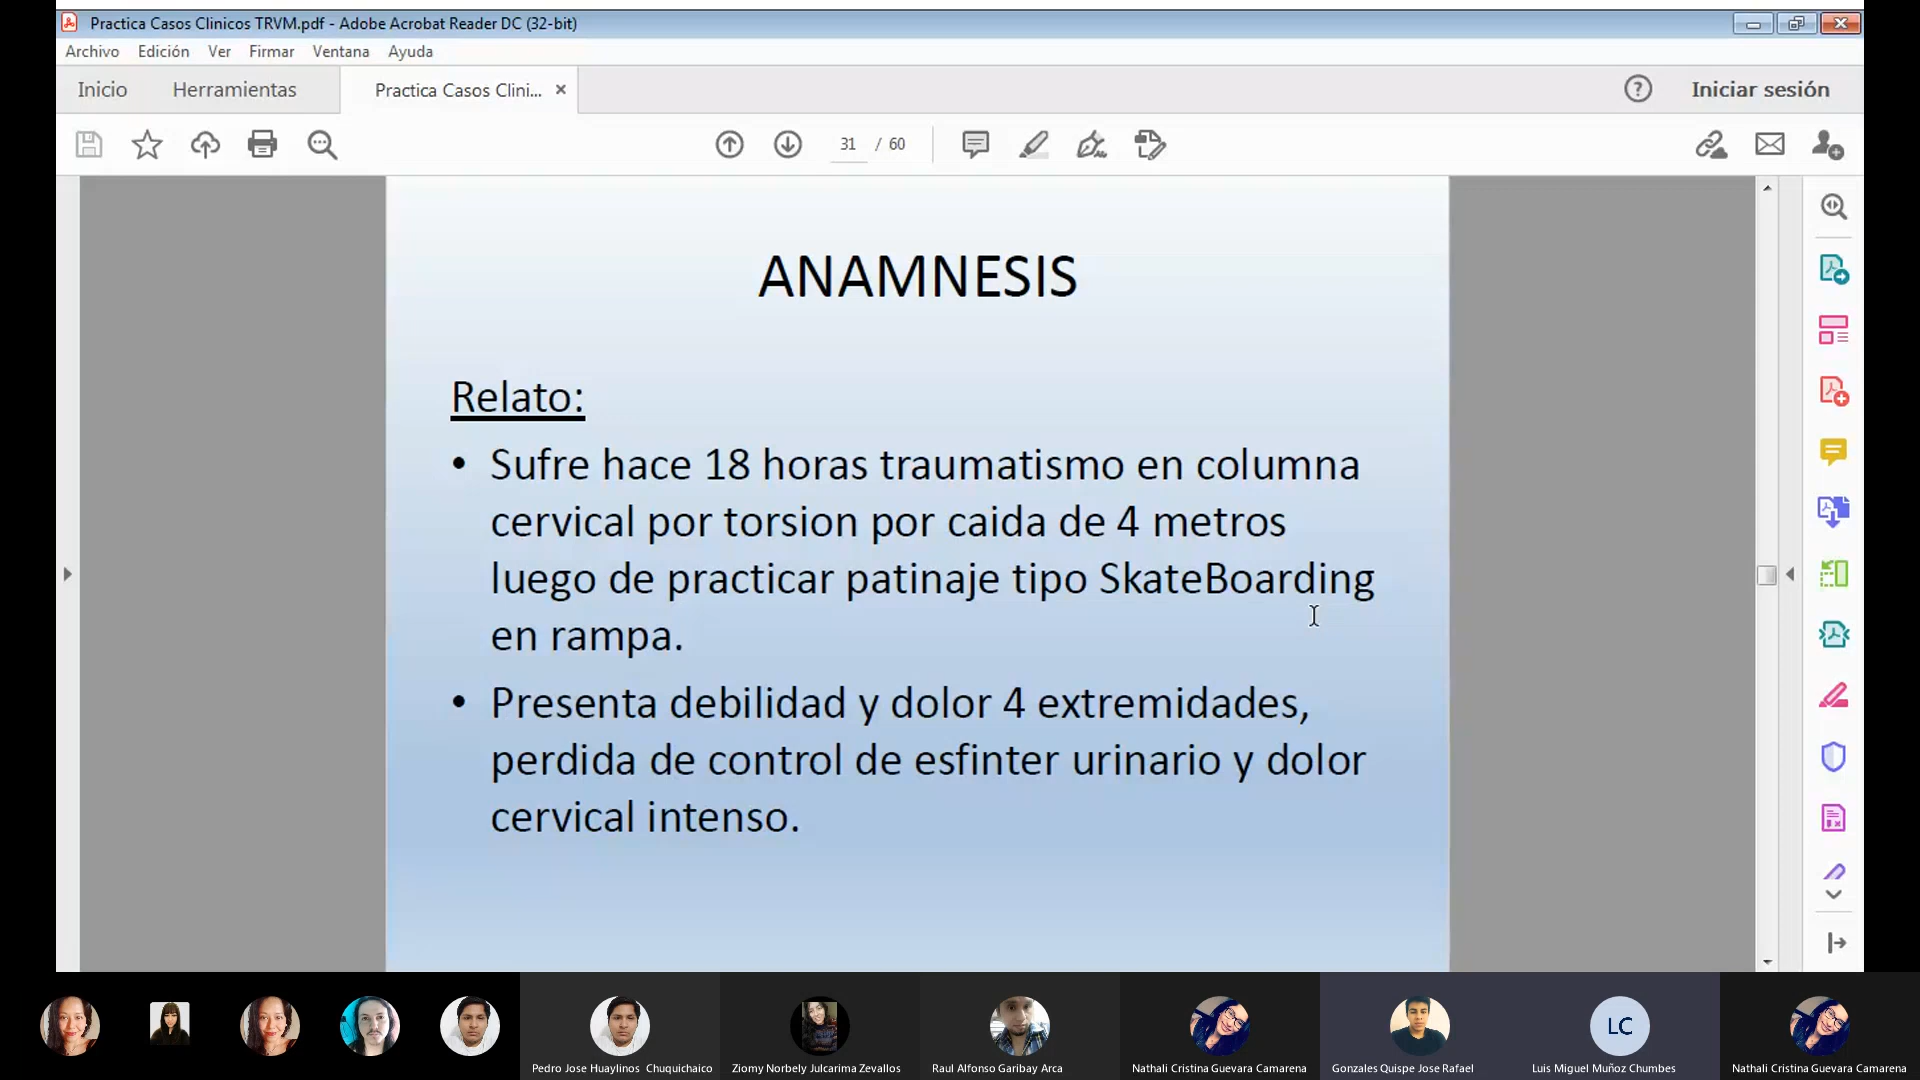 Practica Casos Clinicos TRVM.pdf - Adobe Acrobat Reader DC (32-bit)
Archivo Edición Ver Firmar Ventana Ayuda
Inicio Herramientas Practica Casos Clini... Iniciar sesión
31 / 60
ANAMNESIS
Relato:
• Sufre hace 18 horas traumatismo en columna
cervical por torsion por caida de 4 metros
luego de practicar patinaje tipo SkateBoarding
en rampa.
• Presenta debilidad y dolor 4 extremidades,
perdida de control de esfinter urinario y dolor
cervical intenso.
LC
Pedro Jose Huaylinos Chuquichaico Ziomy Norbely Julcarima Zevallos Raul Alfonso Garibay Arca Nathali Cristina Guevara Camarena Gonzales Quispe Jose Rafael Luis Miguel Muñoz Chumbes Nathali Cristina Guevara Camarena